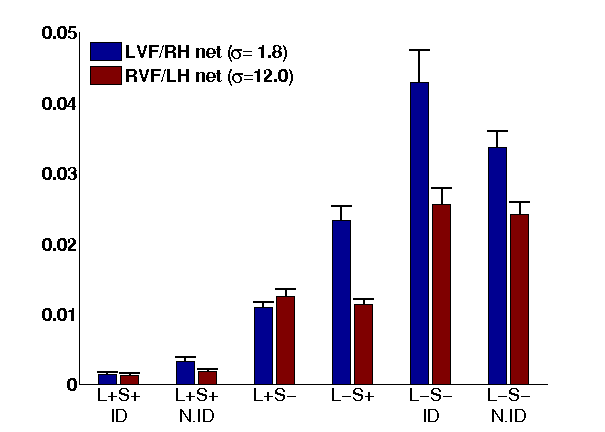 0.05
LVF/RH net (σ= 1.8)
RVF/LH net (σ=12.0)
0.04
0.03
0.02
0.01
0
L+S+ L+S+ L+S− L−S+ L−S− L−S−
ID N.ID ID N.ID